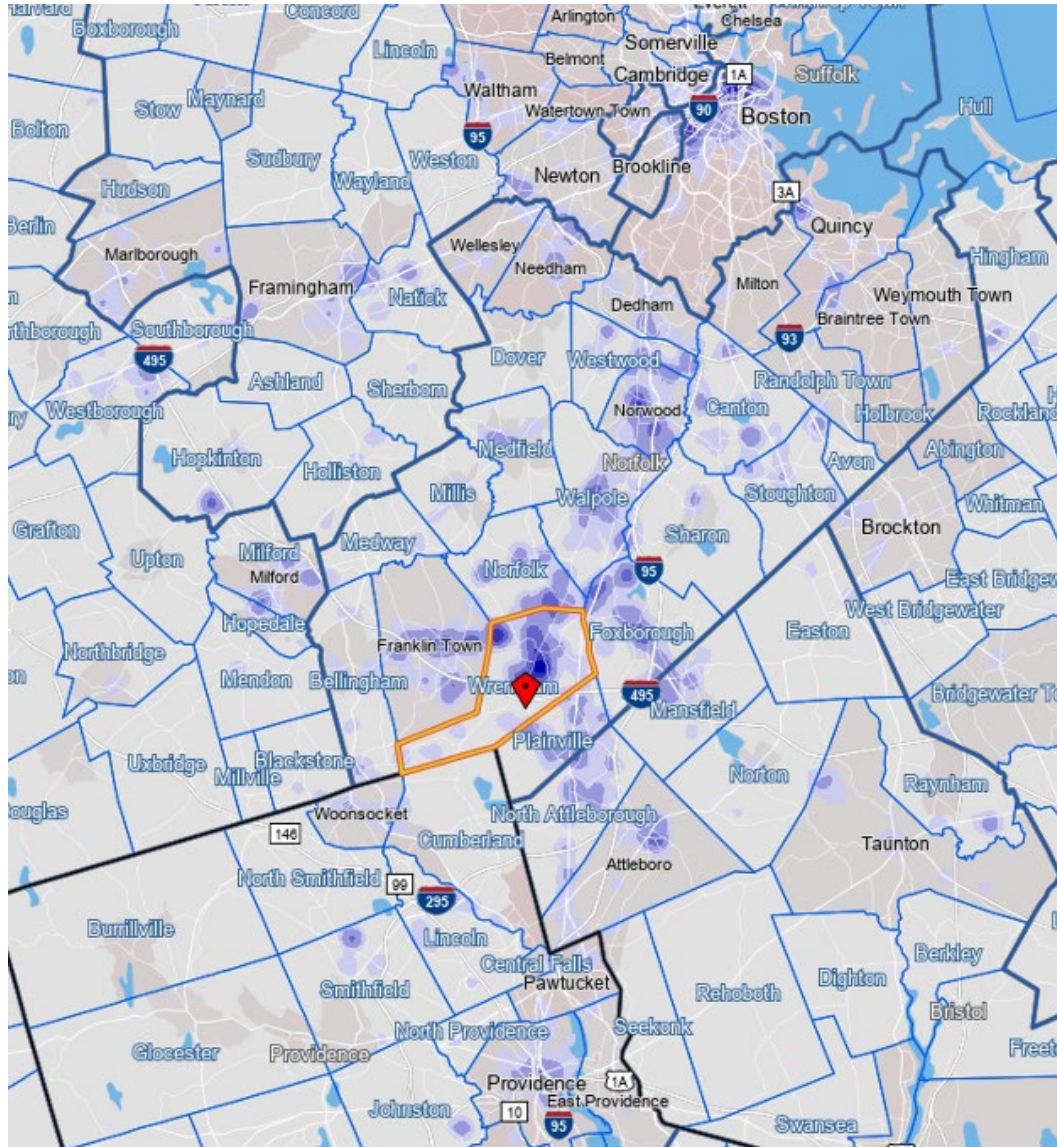 Harvard
Boxborough
Concord
Lincoln
Arlington
Everett
Chelsea
Winthrop Town
Somerville
Belmont
Cambridge
1A
Suffolk
Stow
Maynard
Waltham
Watertown Town
90
Boston
Hull
Bolton
Sudbury
Wayland
Weston
95
Newton
Brookline
3A
Hudson
Berlin
Quincy
Hingham
Marlborough
Wellesley
Needham
Milton
Framingham
Natick
Dedham
Weymouth Town
Braintree Town
Southborough
495
93
Dover
Westwood
Ashland
Sherborn
Randolph Town
Westborough
Norwood
Canton
Holbrook
Rockland
Hopkinton
Holliston
Medfield
Norfolk
Avon
Abington
Millis
Walpole
Stoughton
Whitman
Grafton
Upton
Milford
Medway
Sharon
Brockton
Milford
Norfolk
95
East Bridgew
Hopedale
West Bridgewater
Northbridge
Franklin Town
Foxborough
Easton
Mendon
Bellingham
Wrentham
495
Mansfield
Bridgewater To
Uxbridge
Blackstone
Millville
Plainville
Norton
Raynham
Douglas
Woonsocket
North Attleborough
146
Cumberland
Taunton
Attleboro
North Smithfield
99
295
Burrillville
Lincoln
Berkley
Central Falls
Dighton
Smithfield
Pawtucket
Rehoboth
Bristol
North Providence
Seekonk
Glocester
Providence
Freet
Providence
1A
East Providence
Johnston
10
95
Swansea